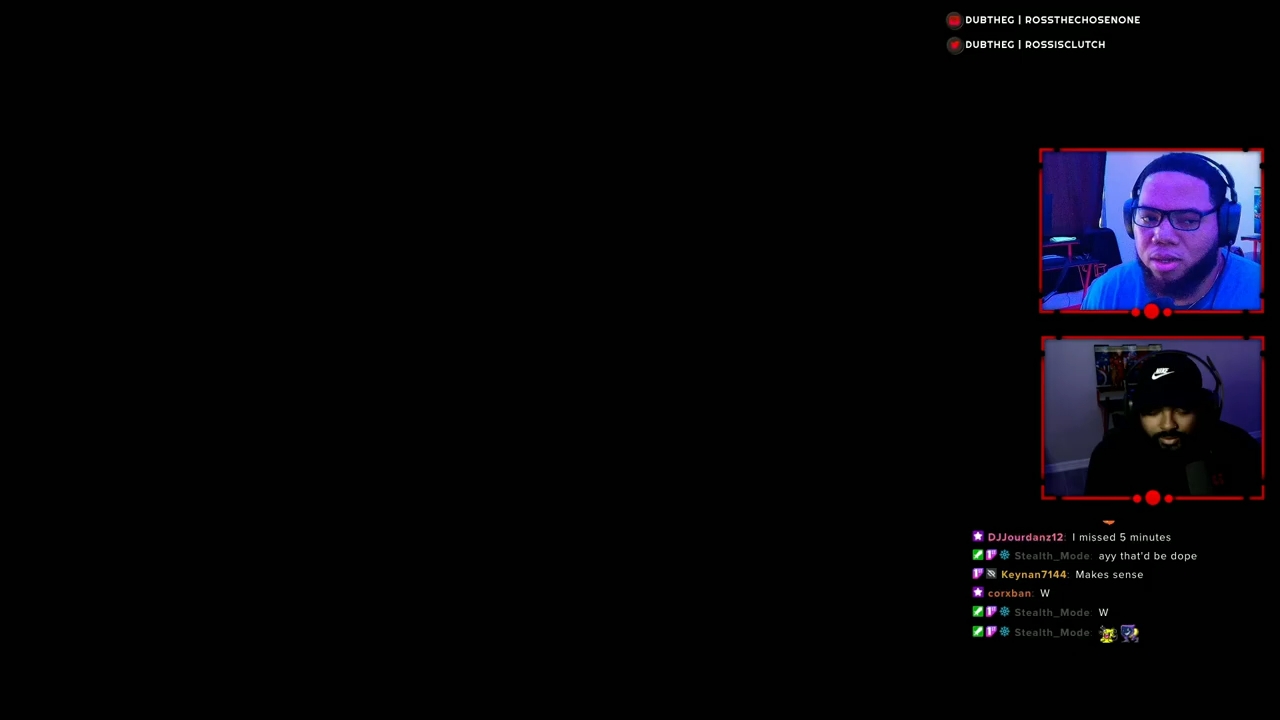 DUBTHEG | ROSSTHECHOSENONE
DUBTHEG | ROSSISCLUTCH
NIKE
DJJourdanz12: I missed 5 minutes
Stealth_Mode: ayy that'd be dope
Keynan7144: Makes sense
corxban: W
Stealth_Mode: W
Stealth_Mode: